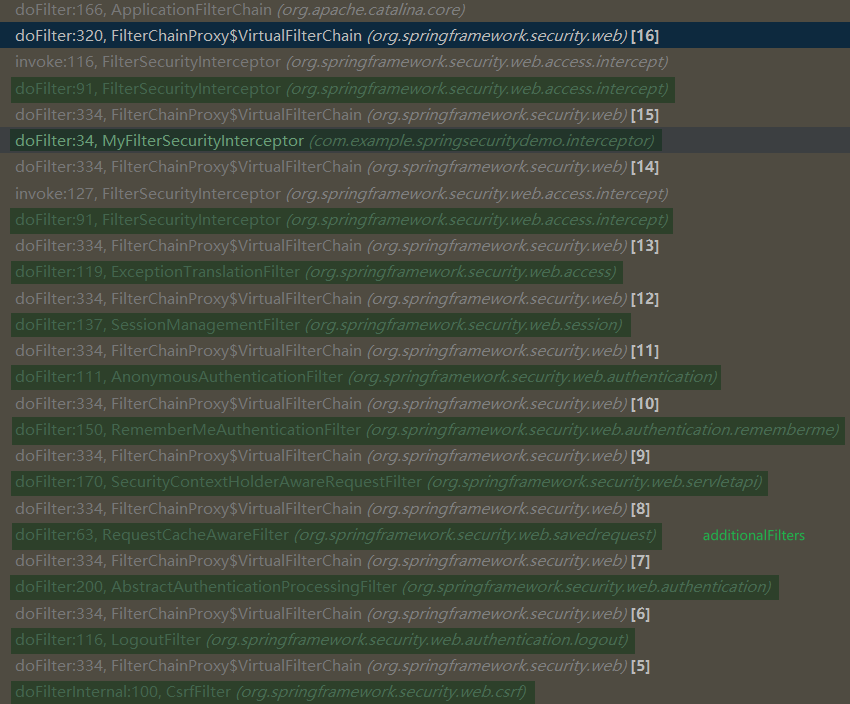 doFilter:166, ApplicationFilterChain (org.apache.catalina.core)
doFilter:320, FilterChainProxy$VirtualFilterChain (org.springframework.security.web) [16]
invoke:116, FilterSecurityInterceptor (org.springframework.security.web.access.intercept)
doFilter:91, FilterSecurityInterceptor (org.springframework.security.web.access.intercept)
doFilter:334, FilterChainProxy$VirtualFilterChain (org.springframework.security.web) [15]
doFilter:34, MyFilterSecurityInterceptor (com.example.springsecuritydemo.interceptor)
doFilter:334, FilterChainProxy$VirtualFilterChain (org.springframework.security.web) [14]
invoke:127, FilterSecurityInterceptor (org.springframework.security.web.access.intercept)
doFilter:91, FilterSecurityInterceptor (org.springframework.security.web.access.intercept)
doFilter:334, FilterChainProxy$VirtualFilterChain (org.springframework.security.web) [13]
doFilter:119, ExceptionTranslationFilter (org.springframework.security.web.access)
doFilter:334, FilterChainProxy$VirtualFilterChain (org.springframework.security.web) [12]
doFilter:137, SessionManagementFilter (org.springframework.security.web.session)
doFilter:334, FilterChainProxy$VirtualFilterChain (org.springframework.security.web) [11]
doFilter:111, AnonymousAuthenticationFilter (org.springframework.security.web.authentication)
doFilter:334, FilterChainProxy$VirtualFilterChain (org.springframework.security.web) [10]
doFilter:150, RememberMeAuthenticationFilter (org.springframework.security.web.authentication.rememberme)
doFilter:334, FilterChainProxy$VirtualFilterChain (org.springframework.security.web) [9]
doFilter:170, SecurityContextHolderAwareRequestFilter (org.springframework.security.web.servletapi)
doFilter:334, FilterChainProxy$VirtualFilterChain (org.springframework.security.web) [8]
doFilter:63, RequestCacheAwareFilter (org.springframework.security.web.savedrequest) additionalFilters
doFilter:334, FilterChainProxy$VirtualFilterChain (org.springframework.security.web) [7]
doFilter:200, AbstractAuthenticationProcessingFilter (org.springframework.security.web.authentication)
doFilter:334, FilterChainProxy$VirtualFilterChain (org.springframework.security.web) [6]
doFilter:116, LogoutFilter (org.springframework.security.web.authentication.logout)
doFilter:334, FilterChainProxy$VirtualFilterChain (org.springframework.security.web) [5]
doFilterInternal:100, CsrfFilter (org.springframework.security.web.csrf)